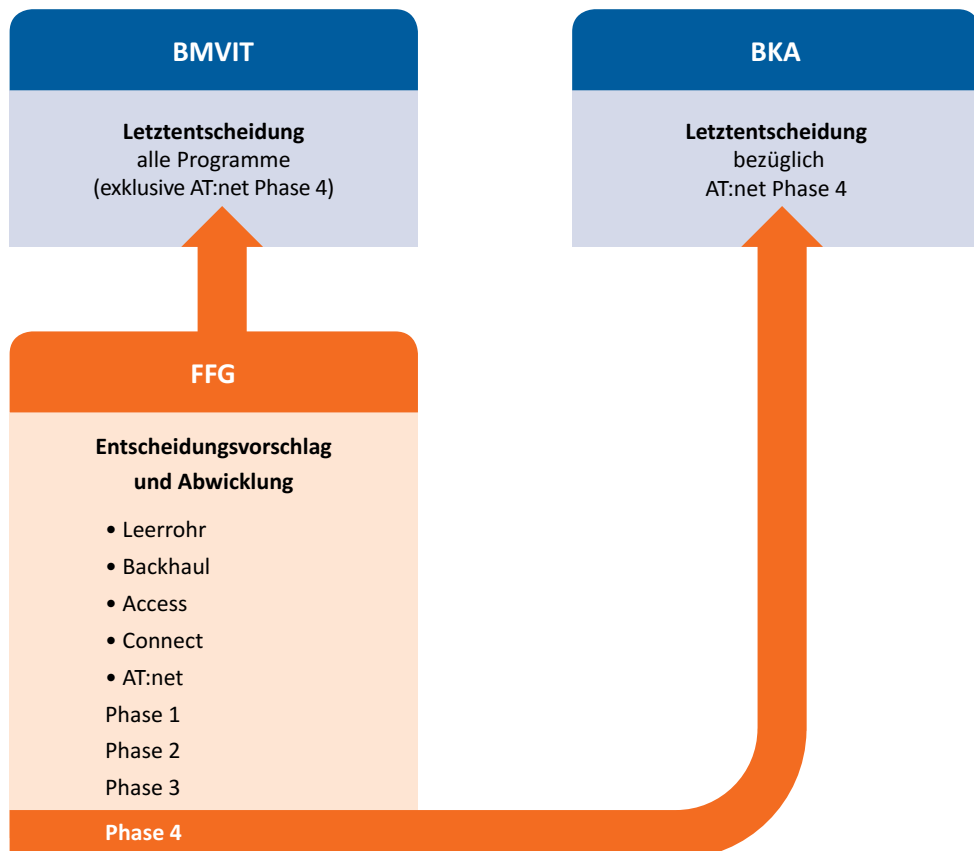 BMVIT
Letztentscheidung
alle Programme
(exklusive AT:net Phase 4)
BKA
Letztentscheidung
bezüglich
AT:net Phase 4
FFG
Entscheidungsvorschlag
und Abwicklung
• Leerrohr
• Backhaul
• Access
• Connect
• AT:net
Phase 1
Phase 2
Phase 3
Phase 4